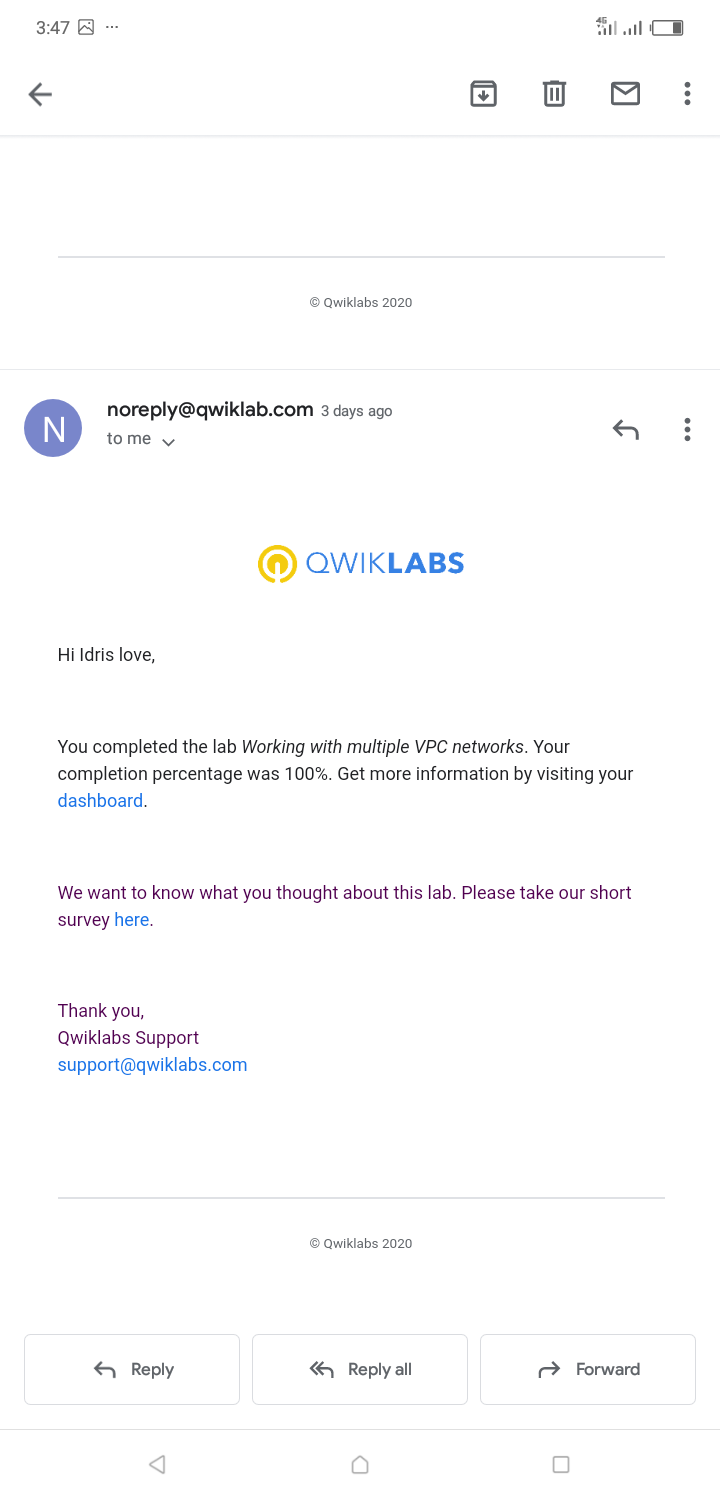 3:47 ...
4G
© Qwiklabs 2020
N
noreply@qwiklab.com 3 days ago
to me
QWIKLABS
Hi Idris love,
You completed the lab Working with multiple VPC networks. Your
completion percentage was 100%. Get more information by visiting your
dashboard.
We want to know what you thought about this lab. Please take our short
survey here.
Thank you,
Qwiklabs Support
support@qwiklabs.com
© Qwiklabs 2020
Reply Reply all Forward